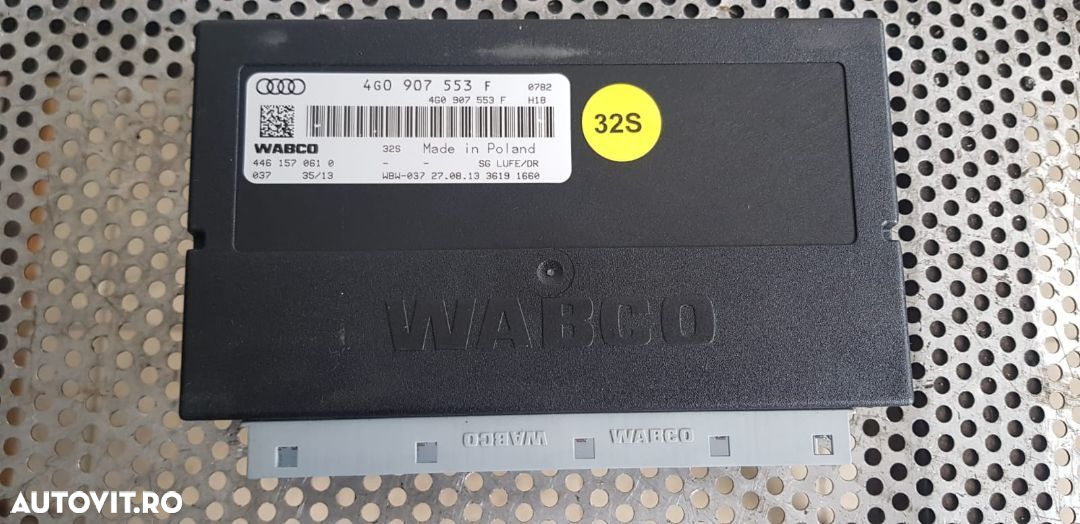 4G0 907 553 F 0782
4G0 907 553 F H18
WABCO 32S Made in Poland
446 157 061 0 - - SG LUFE/DR
037 35/13 WBW-037 27.08.13 3619 1660
32S
WABCO
WABCO WABCO
AUTOVIT.RO